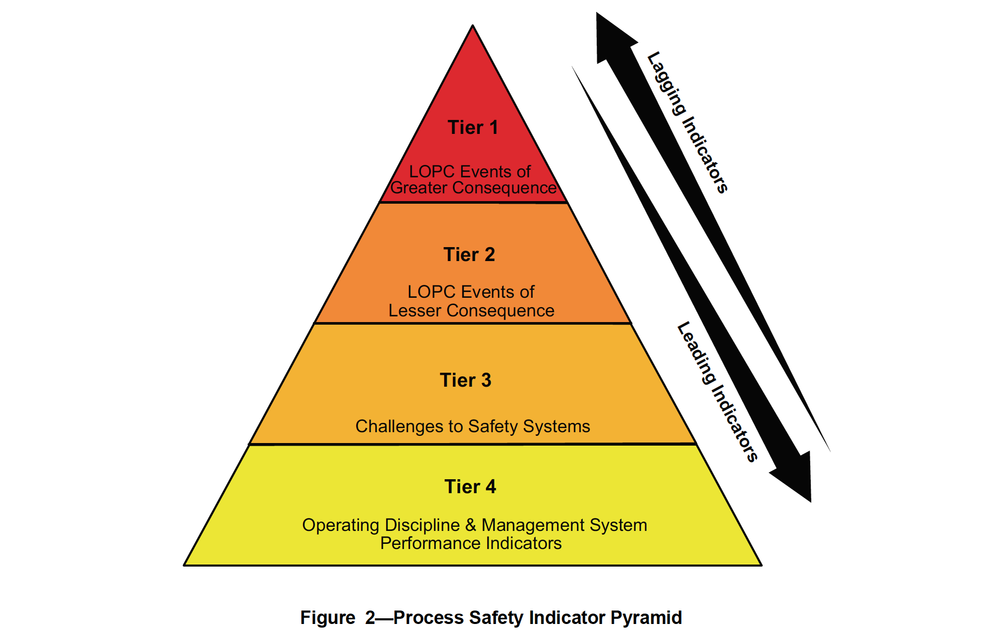 Tier 1
LOPC Events of
Greater Consequence
Tier 2
LOPC Events of
Lesser Consequence
Tier 3
Challenges to Safety Systems
Tier 4
Operating Discipline & Management System
Performance Indicators
Lagging Indicators
Leading Indicators
Figure 2—Process Safety Indicator Pyramid